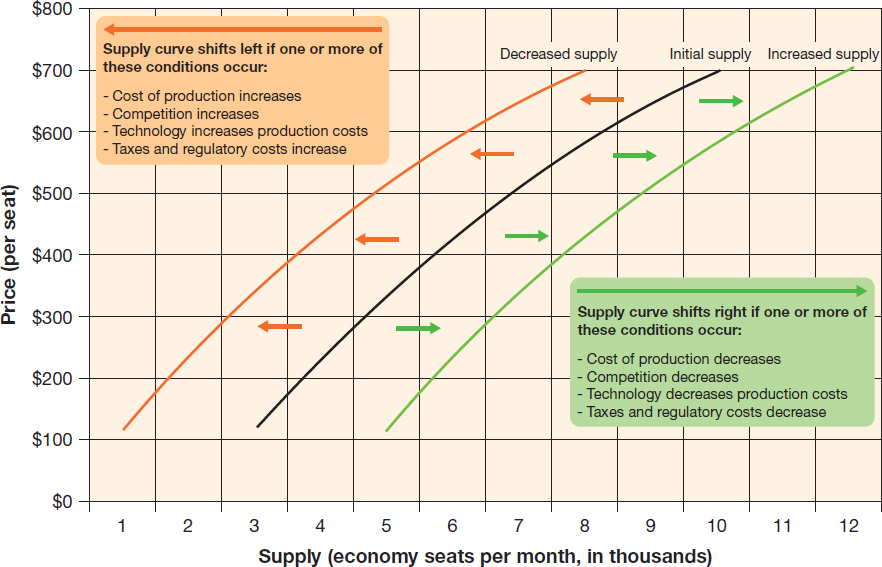 $800
Supply curve shifts left if one or more of
these conditions occur:
- Cost of production increases
- Competition increases
- Technology increases production costs
- Taxes and regulatory costs increase
Decreased supply
Initial supply
Increased supply
$700
$600
$500
$400
$300
$200
$100
$0
Price (per seat)
Supply curve shifts right if one or more of
these conditions occur:
- Cost of production decreases
- Competition decreases
- Technology decreases production costs
- Taxes and regulatory costs decrease
1 2 3 4 5 6 7 8 9 10 11 12
Supply (economy seats per month, in thousands)